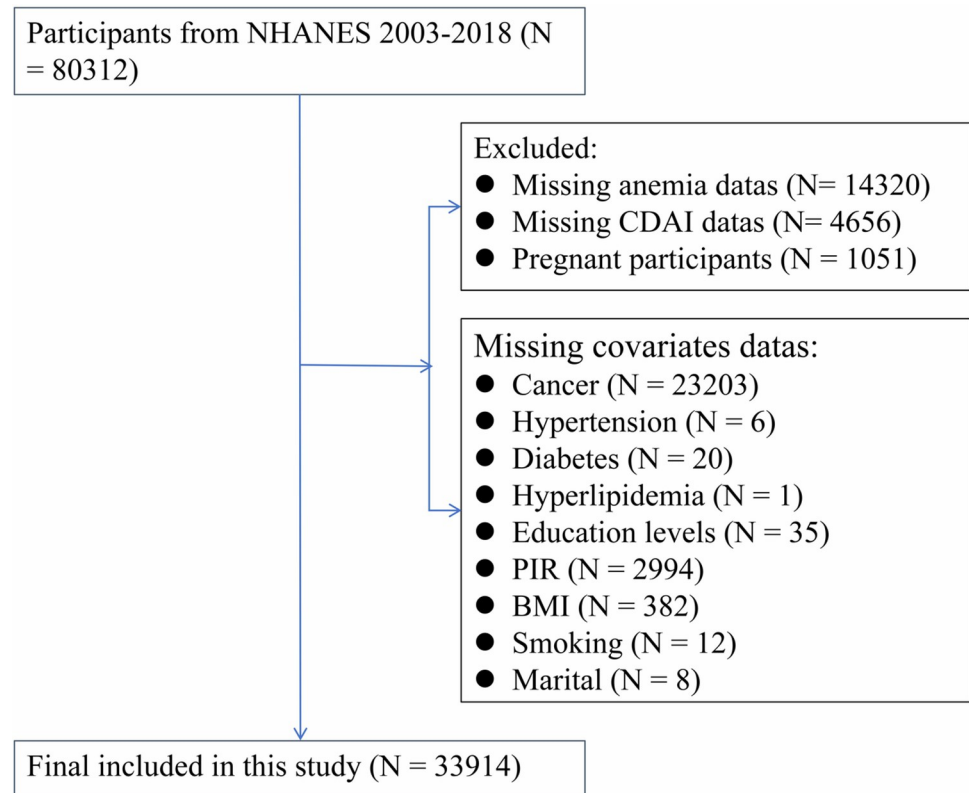 Participants from NHANES 2003-2018 (N
= 80312)
Excluded:
● Missing anemia datas (N= 14320)
● Missing CDAI datas (N= 4656)
● Pregnant participants (N = 1051)
Missing covariates datas:
● Cancer (N = 23203)
● Hypertension (N = 6)
● Diabetes (N = 20)
● Hyperlipidemia (N = 1)
● Education levels (N = 35)
● PIR (N = 2994)
● BMI (N = 382)
● Smoking (N = 12)
● Marital (N = 8)
Final included in this study (N = 33914)